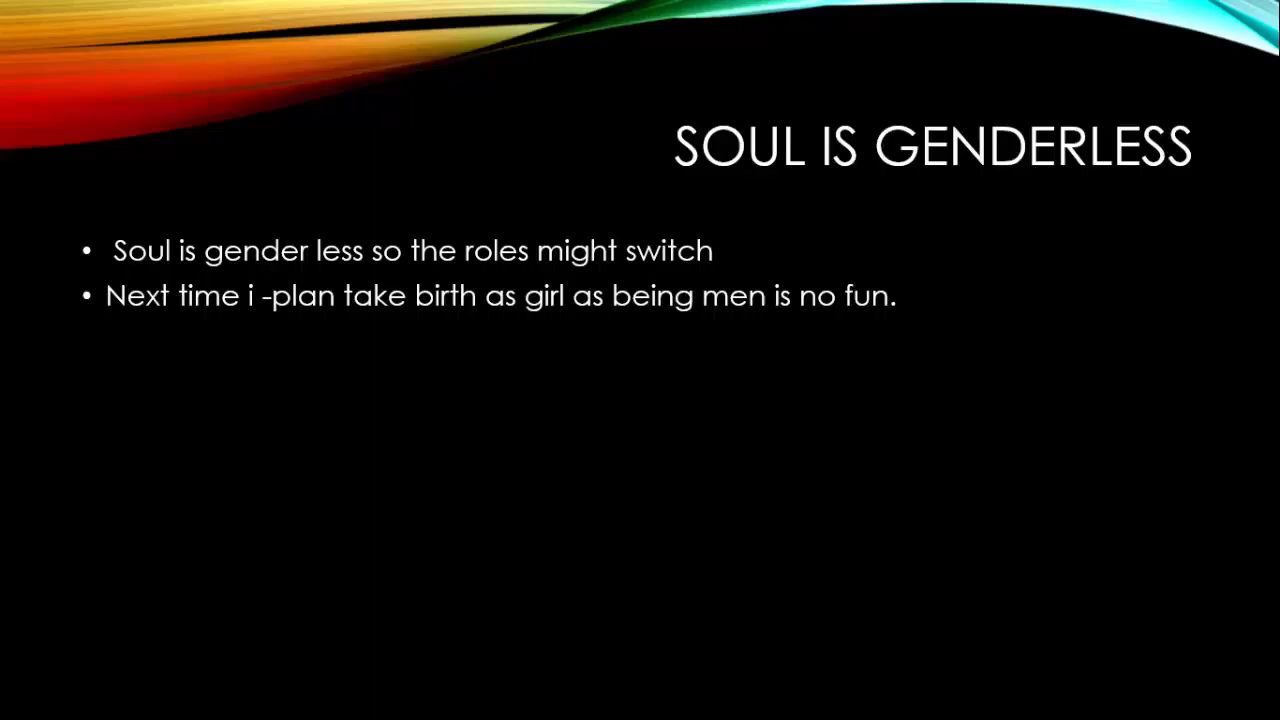 SOUL IS GENDERLESS
• Soul is gender less so the roles might switch
• Next time i -plan take birth as girl as being men is no fun.